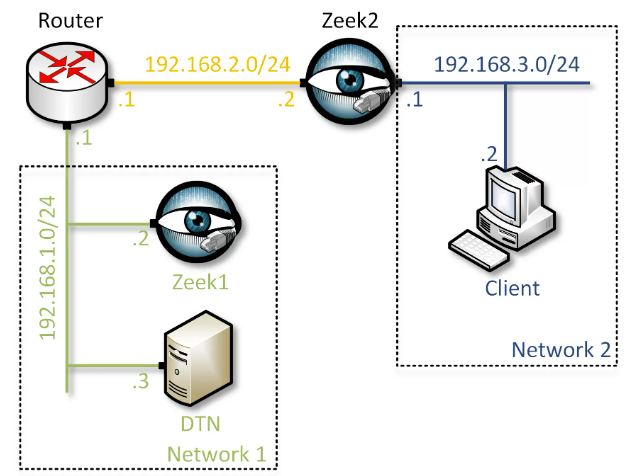 Router
Zeek2
192.168.2.0/24
192.168.3.0/24
.1
.2
.1
.1
.2
192.168.1.0/24
.2
Zeek1
Client
Network 2
.3
DTN
Network 1